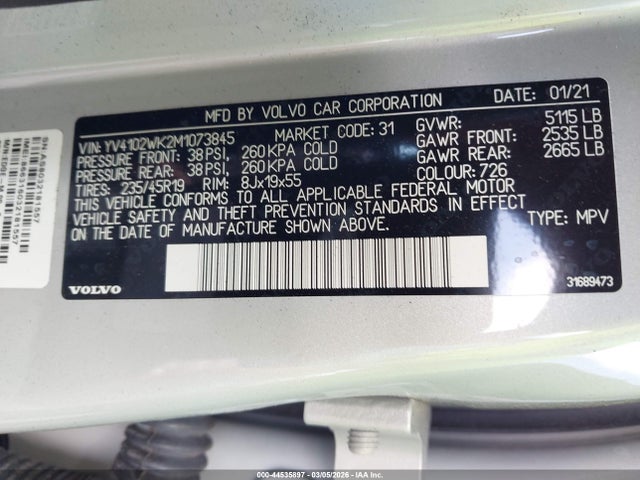 MFD BY VOLVO CAR CORPORATION DATE: 01/21
VIN: YV4102WK2M1073845 MARKET CODE: 31 GVWR: 5115 LB
PRESSURE FRONT: 38 PSI, 260 KPA COLD GAWR FRONT: 2535 LB
PRESSURE REAR: 38 PSI, 260 KPA COLD GAWR REAR: 2665 LB
TIRES: 235/45R19 RIM: 8Jx19x55 COLOUR: 726
THIS VEHICLE CONFORMS TO ALL APPLICABLE FEDERAL MOTOR
VEHICLE SAFETY AND THEFT PREVENTION STANDARDS IN EFFECT
ON THE DATE OF MANUFACTURE SHOWN ABOVE. TYPE: MPV
VOLVO 31689473
000-44535897 - 03/05/2026 - IAA, Inc.